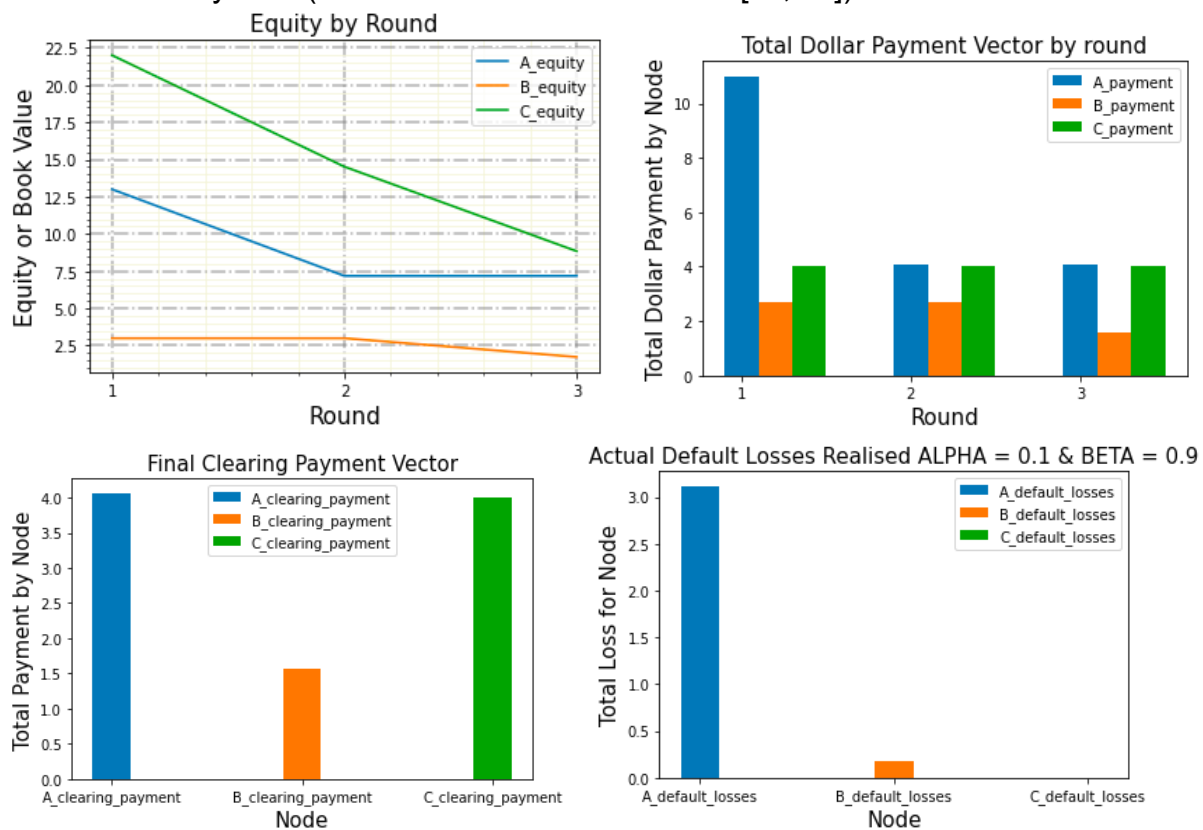 Equity by Round
22.5
20.0
17.5
15.0
12.5
10.0
7.5
5.0
2.5
Equity or Book Value
A_equity
B_equity
C_equity
1 2 3
Round
Total Dollar Payment Vector by round
10
8
6
4
2
0
Total Dollar Payment by Node
A_payment
B_payment
C_payment
1 2 3
Round
Final Clearing Payment Vector
4.0
3.5
3.0
2.5
2.0
1.5
1.0
0.5
0.0
Total Payment by Node
A_clearing_payment
B_clearing_payment
C_clearing_payment
A_clearing_payment B_clearing_payment C_clearing_payment
Node
Actual Default Losses Realised ALPHA = 0.1 & BETA = 0.9
3.0
2.5
2.0
1.5
1.0
0.5
0.0
Total Loss for Node
A_default_losses
B_default_losses
C_default_losses
A_default_losses B_default_losses C_default_losses
Node